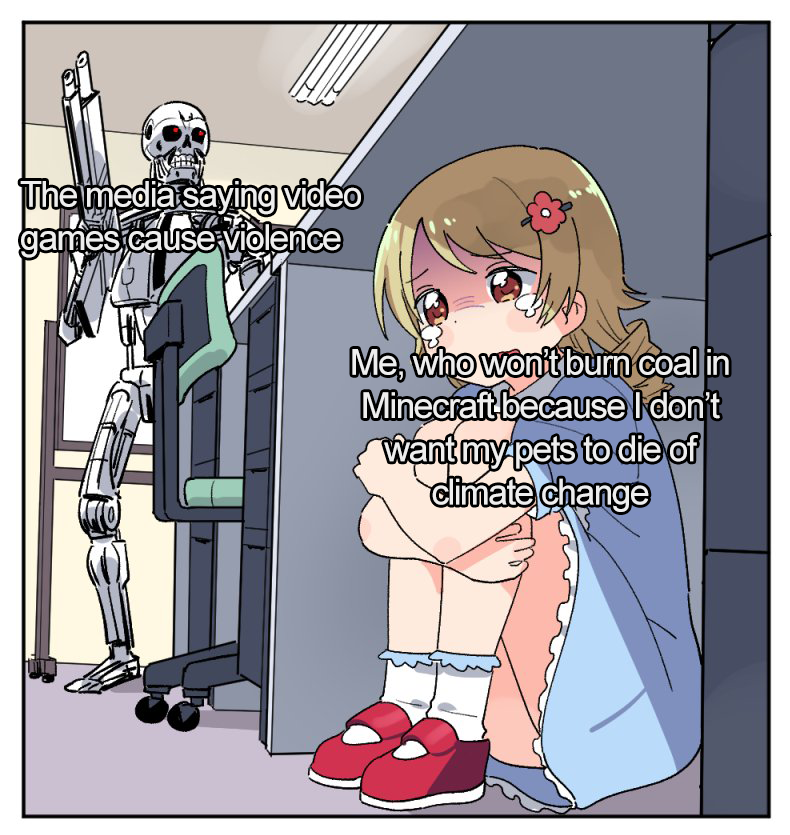 The media saying video
games cause violence
Me, who won't burn coal in
Minecraft because I don't
want my pets to die of
climate change